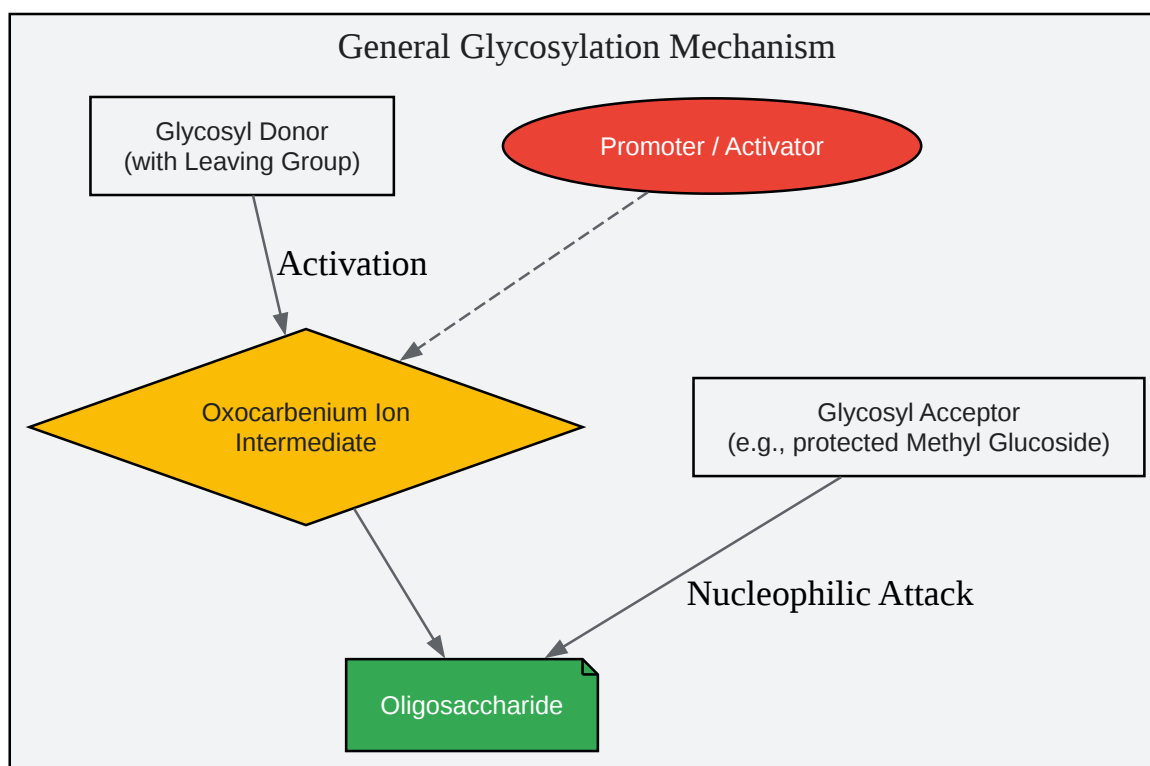 General Glycosylation Mechanism
Glycosyl Donor
(with Leaving Group)
Promoter / Activator
Activation
Oxocarbenium Ion
Intermediate
Glycosyl Acceptor
(e.g., protected Methyl Glucoside)
Nucleophilic Attack
Oligosaccharide